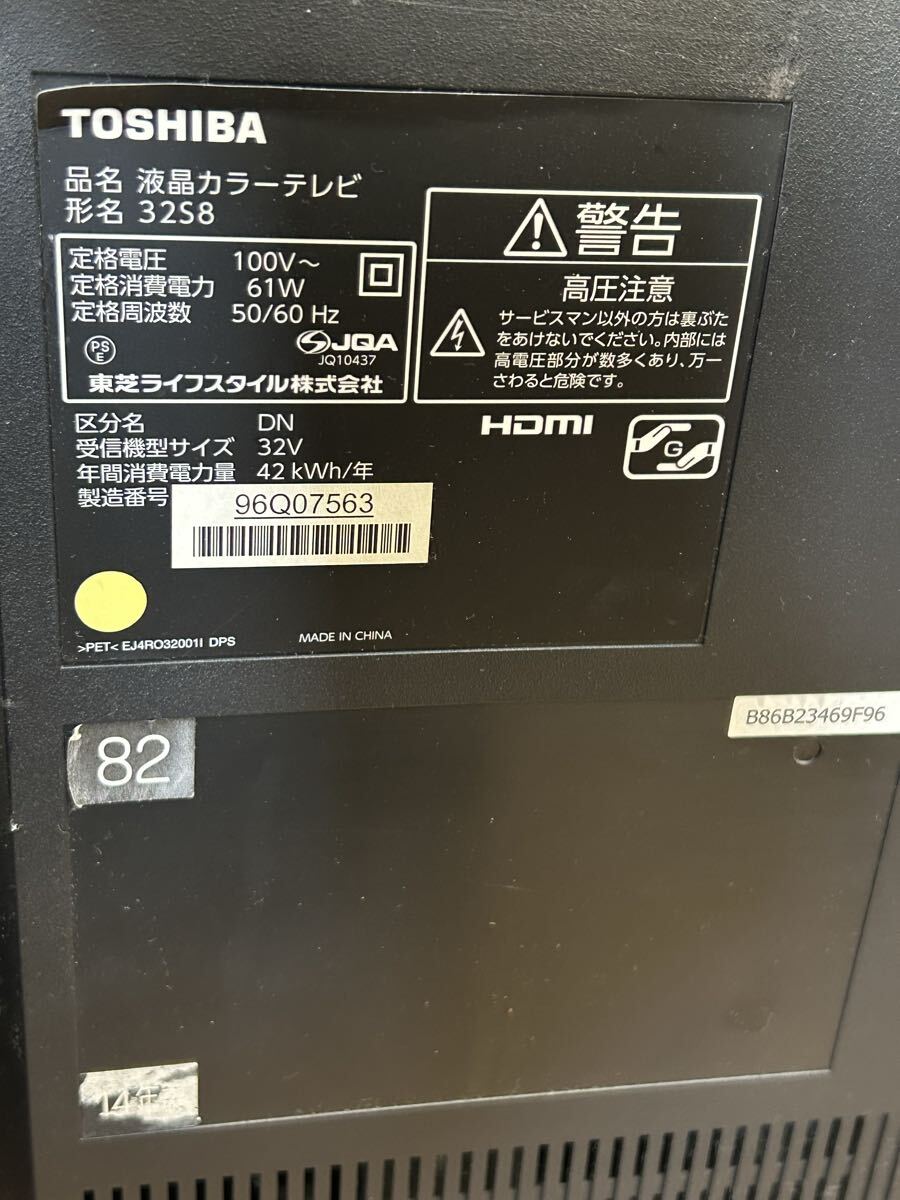 TOSHIBA
品名 液晶カラーテレビ
形名 32S8
定格電圧 100V～
定格消費電力 61W
定格周波数 50/60 Hz
PS
E
JQA
JQ10437
東芝ライフスタイル株式会社
警告
高圧注意
サービスマン以外の方は裏ぶた
をあけないでください。内部には
高電圧部分が数多くあり、万一
さわると危険です。
区分名 DN
受信機型サイズ 32V
年間消費電力量 42 kWh/年
製造番号
96Q07563
HDMI
G
>PET< EJ4RO32001I DPS
MADE IN CHINA
B86B23469F96
82
14年